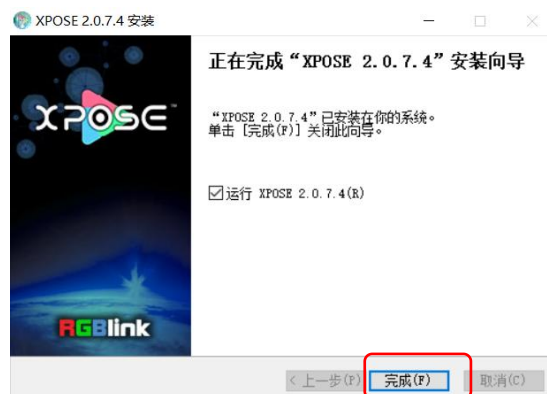 XPOSE 2.0.7.4 安装
XPOSE™
RGBlink
正在完成“XPOSE 2.0.7.4”安装向导
“XPOSE 2.0.7.4”已安装在你的系统。
单击 [完成(F)] 关闭此向导。
运行 XPOSE 2.0.7.4(R)
< 上一步(P)
完成(F)
取消(C)